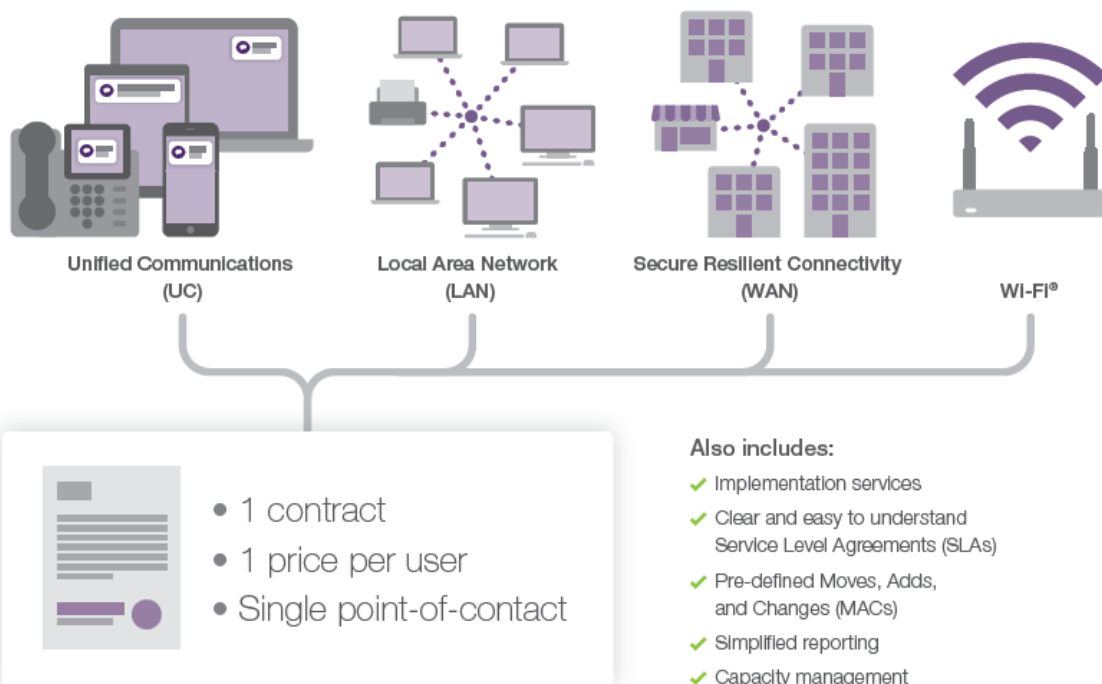 Unified Communications
(UC)
Local Area Network
(LAN)
Secure Resilient Connectivity
(WAN)
Wi-Fi®
• 1 contract
• 1 price per user
• Single point-of-contact
Also includes:
Implementation services
Clear and easy to understand
Service Level Agreements (SLAs)
Pre-defined Moves, Adds,
and Changes (MACs)
Simplified reporting
Capacity management